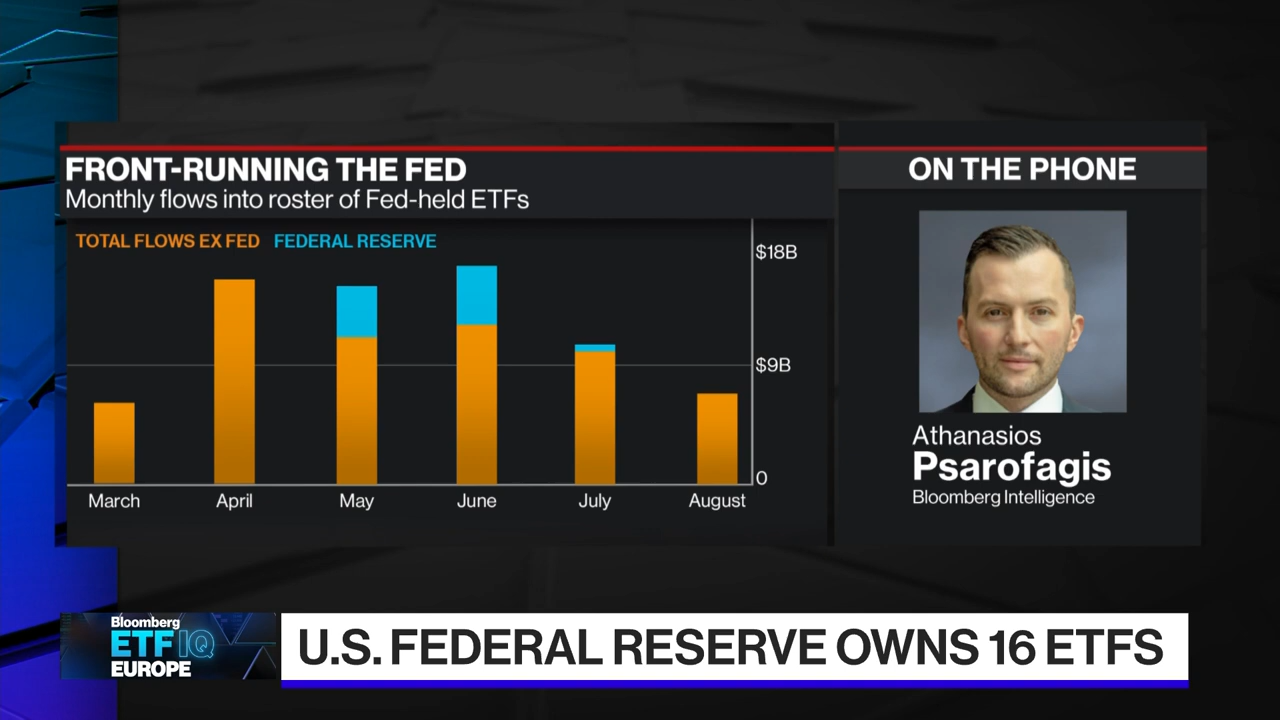 FRONT-RUNNING THE FED
Monthly flows into roster of Fed-held ETFs
TOTAL FLOWS EX FED FEDERAL RESERVE
$18B
$9B
0
March April May June July August
ON THE PHONE
Athanasios
Psarofagis
Bloomberg Intelligence
Bloomberg
ETF IQ
EUROPE
U.S. FEDERAL RESERVE OWNS 16 ETFS